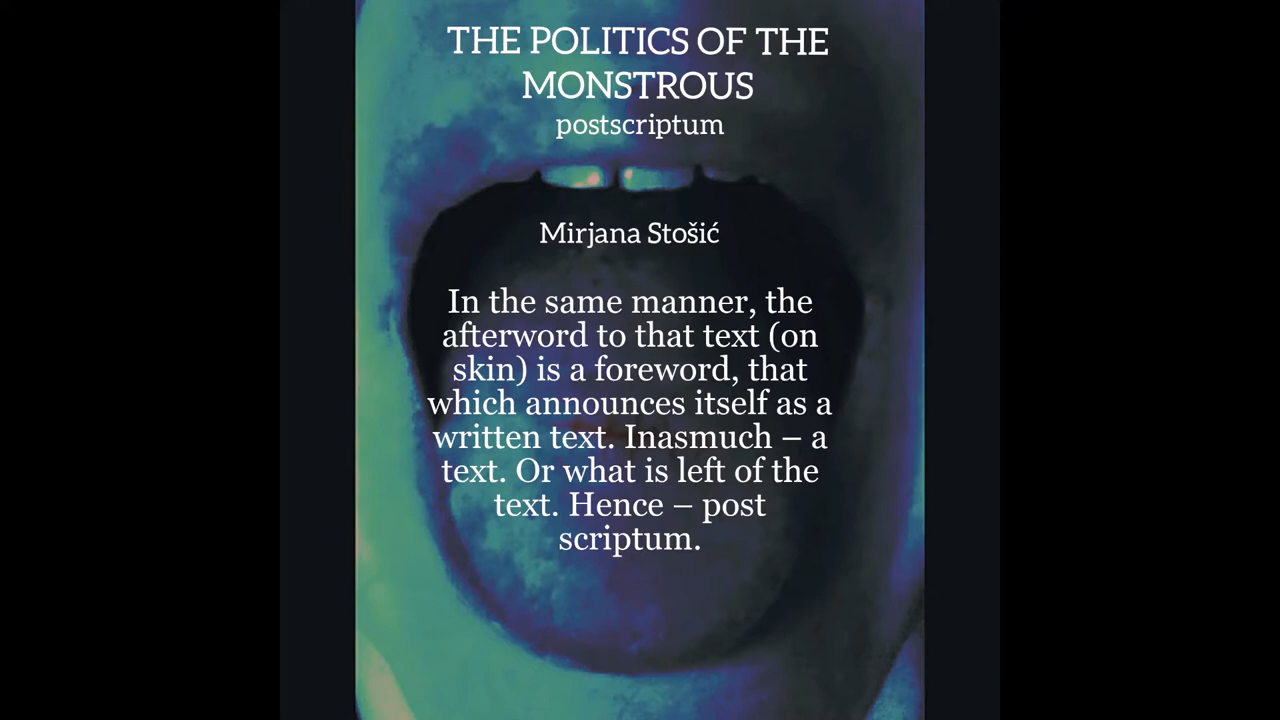 THE POLITICS OF THE
MONSTROUS
postscriptum
Mirjana Stošić
In the same manner, the
afterword to that text (on
skin) is a foreword, that
which announces itself as a
written text. Inasmuch – a
text. Or what is left of the
text. Hence – post
scriptum.